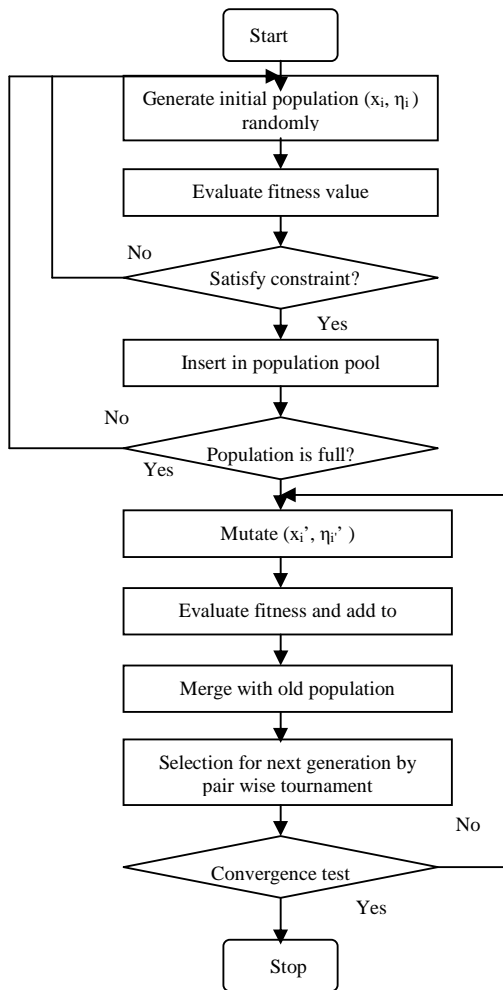 Start
Generate initial population (xᵢ, ηᵢ )
randomly
Evaluate fitness value
No
Satisfy constraint?
Yes
Insert in population pool
No
Population is full?
Yes
Mutate (xᵢ’, ηᵢ’’ )
Evaluate fitness and add to
Merge with old population
Selection for next generation by
pair wise tournament
No
Convergence test
Yes
Stop